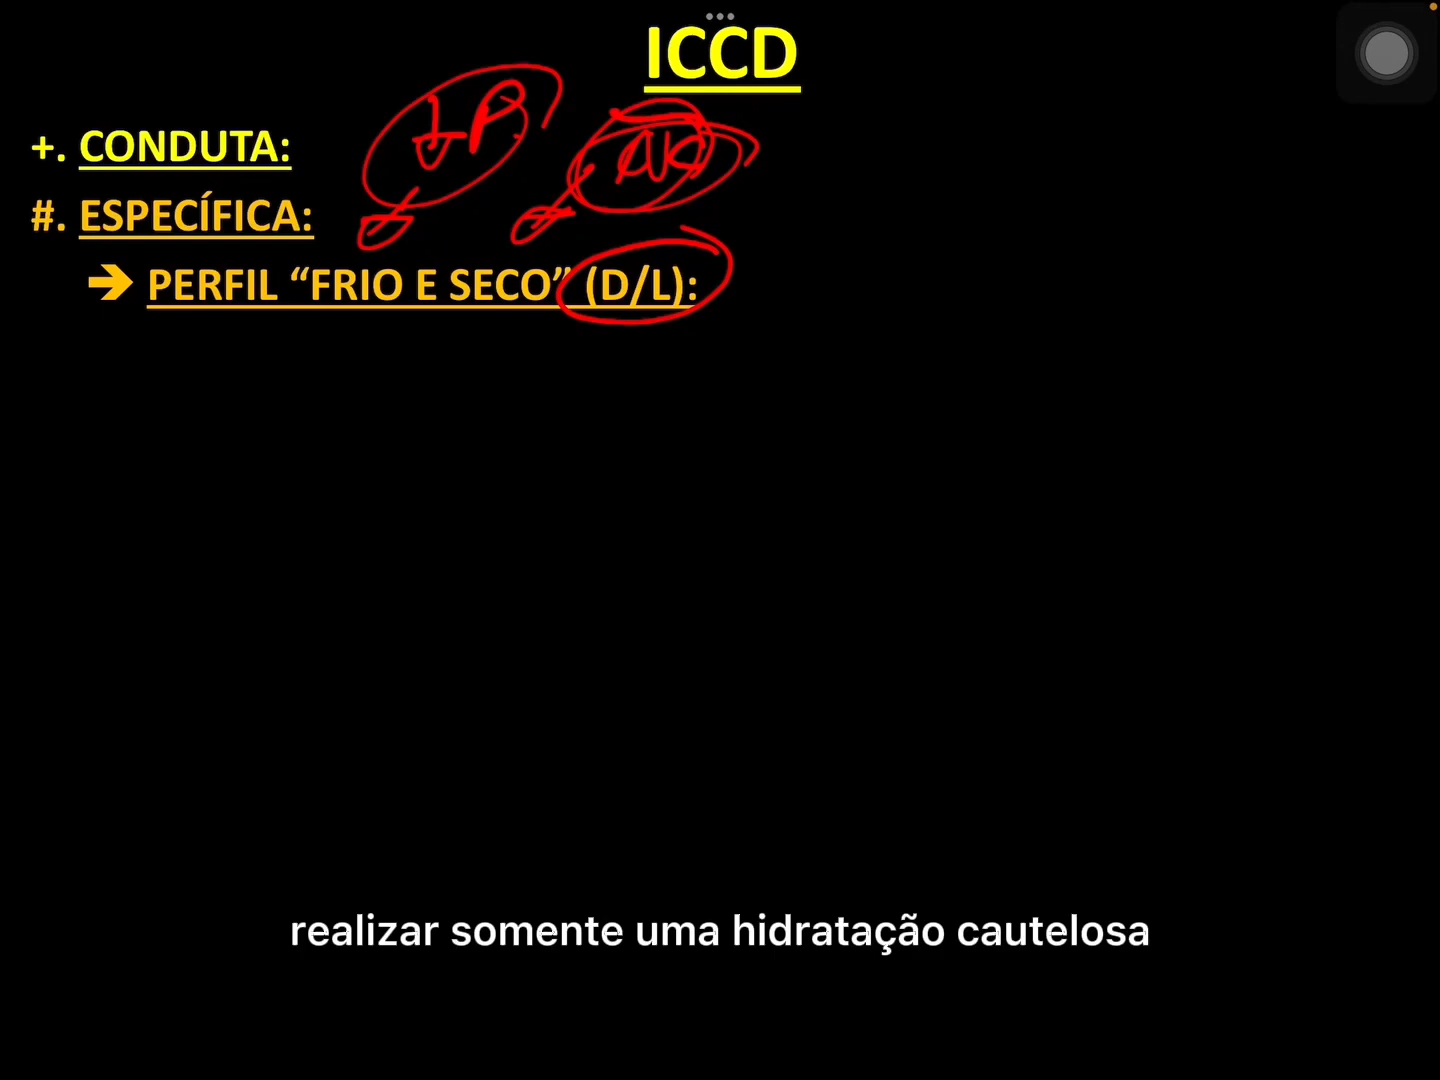 ICCD
+. CONDUTA:
↓P
#. ESPECÍFICA:
➔ PERFIL “FRIO E SECO” (D/L):
realizar somente uma hidratação cautelosa